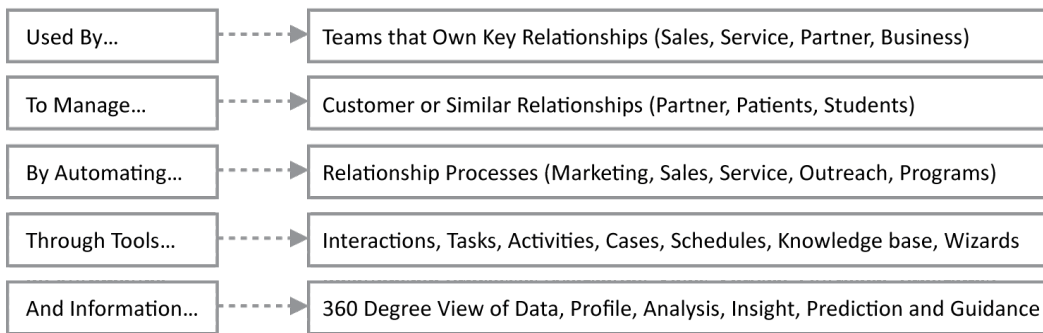 Used By... Teams that Own Key Relationships (Sales, Service, Partner, Business)
To Manage... Customer or Similar Relationships (Partner, Patients, Students)
By Automating... Relationship Processes (Marketing, Sales, Service, Outreach, Programs)
Through Tools... Interactions, Tasks, Activities, Cases, Schedules, Knowledge base, Wizards
And Information... 360 Degree View of Data, Profile, Analysis, Insight, Prediction and Guidance